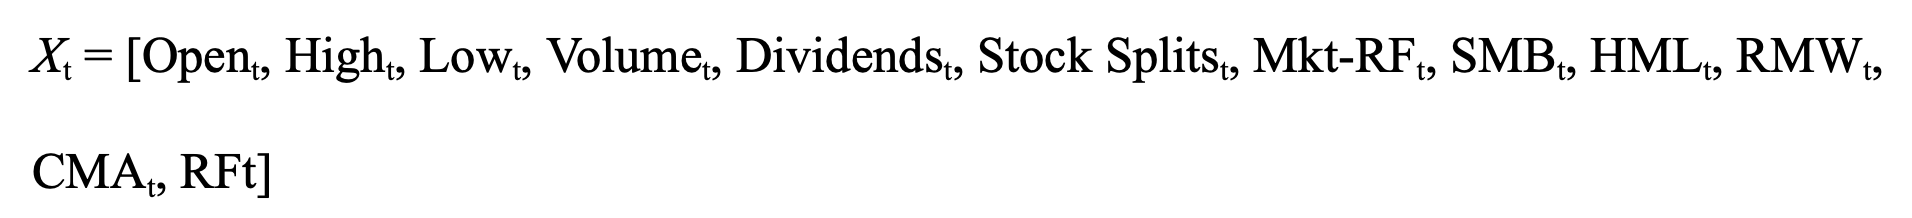 Xt = [Opent, Hight, Lowt, Volumet, Dividendst, Stock Splitst, Mkt-RFt, SMBt, HMLt, RMWt,
CMAt, RFt]